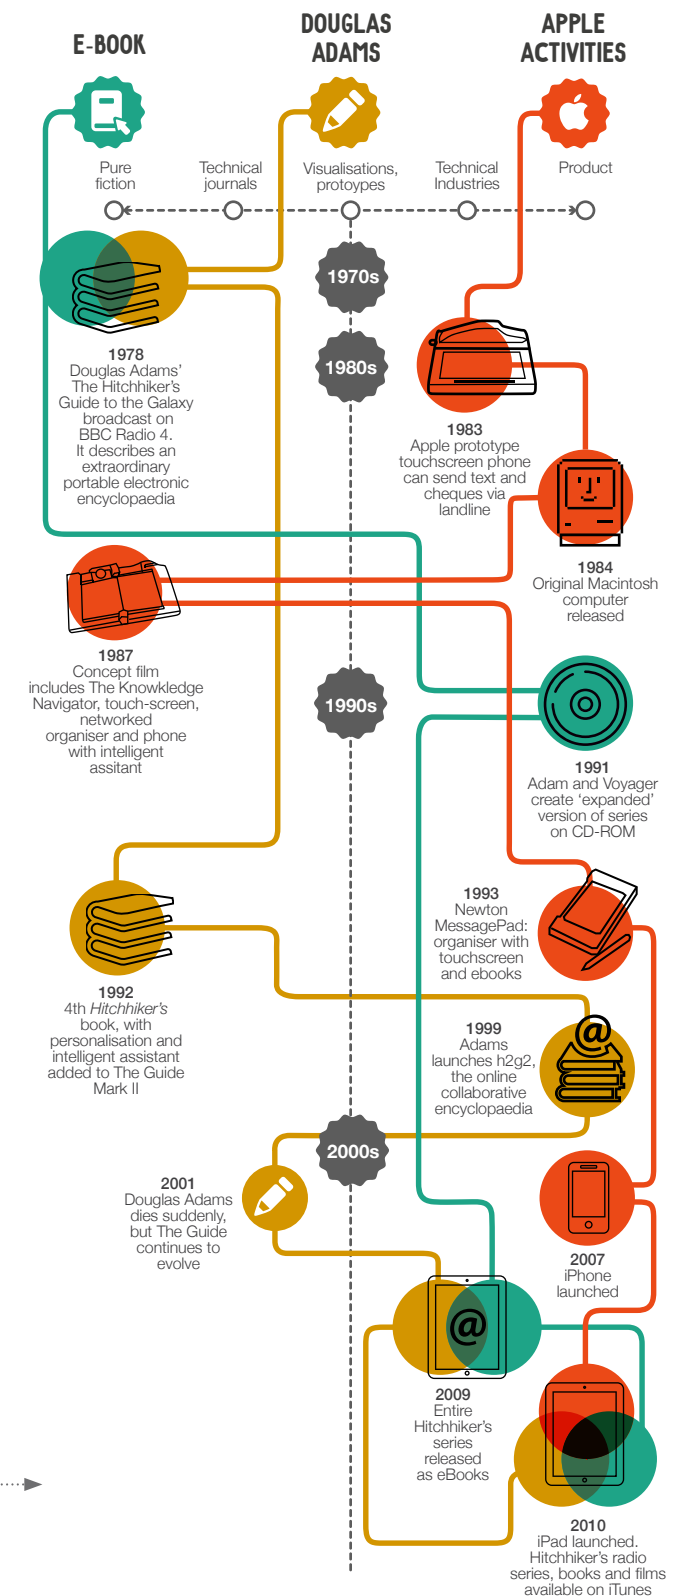 E-BOOK
DOUGLAS
ADAMS
APPLE
ACTIVITIES
Pure
fiction
Technical
journals
Visualisations,
protoypes
Technical
Industries
Product
1970s
1978
Douglas Adams'
The Hitchhiker's
Guide to the Galaxy
broadcast on
BBC Radio 4.
It describes an
extraordinary
portable electronic
encyclopaedia
1980s
1983
Apple prototype
touchscreen phone
can send text and
cheques via
landline
1984
Original Macintosh
computer
released
1987
Concept film
includes The Knowkledge
Navigator, touch-screen,
networked
organiser and phone
with intelligent
assitant
1990s
1991
Adam and Voyager
create ‘expanded’
version of series
on CD-ROM
1993
Newton
MessagePad:
organiser with
touchscreen
and ebooks
1992
4th Hitchhiker's
book, with
personalisation and
intelligent assistant
added to The Guide
Mark II
@
1999
Adams
launches h2g2,
the online
collaborative
encyclopaedia
2000s
2001
Douglas Adams
dies suddenly,
but The Guide
continues to
evolve
2007
iPhone
launched
@
2009
Entire
Hitchhiker's
series
released
as eBooks
2010
iPad launched.
Hitchhiker's radio
series, books and films
available on iTunes